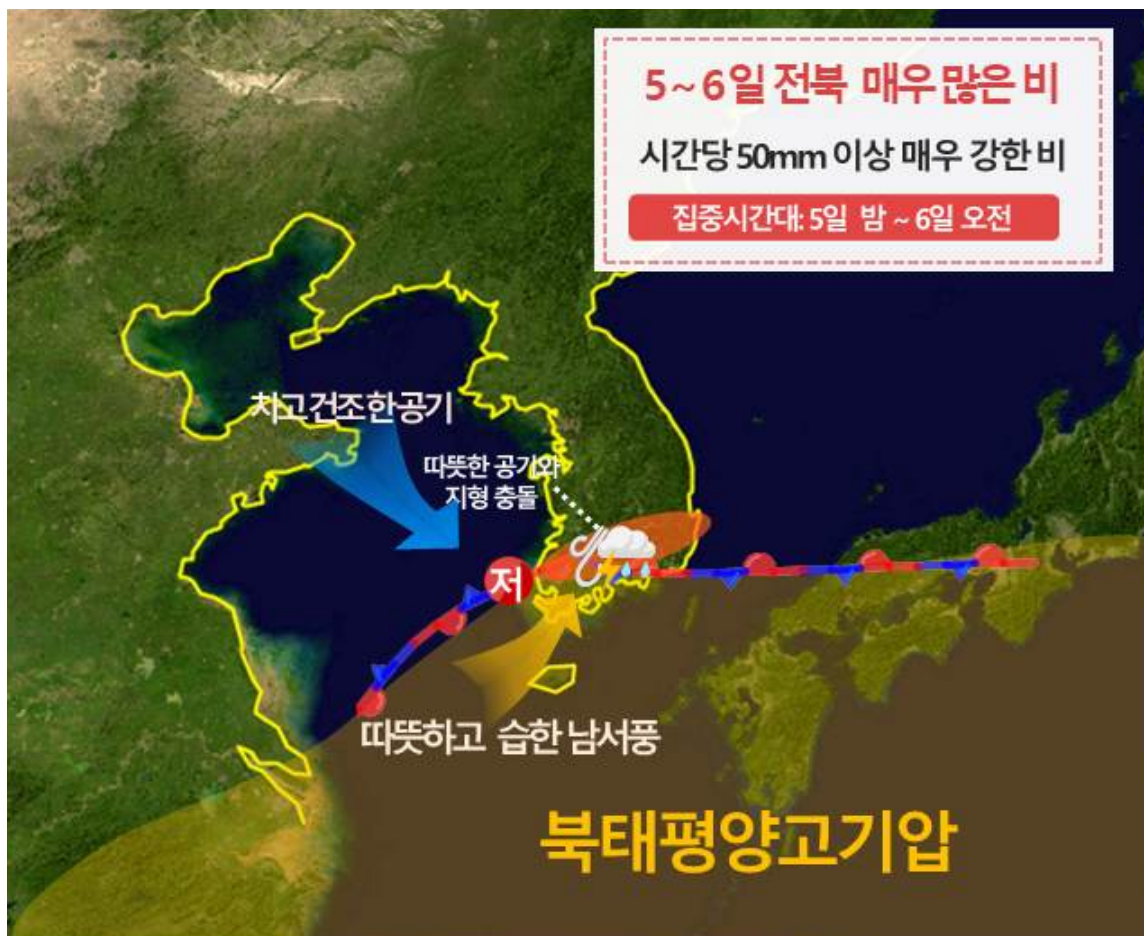 5~6일 전북 매우 많은 비
시간당 50mm 이상 매우 강한 비
집중시간대: 5일 밤 ~ 6일 오전
차고건조한공기
따뜻한 공기와
지형 충돌
저
따뜻하고 습한 남서풍
북태평양고기압